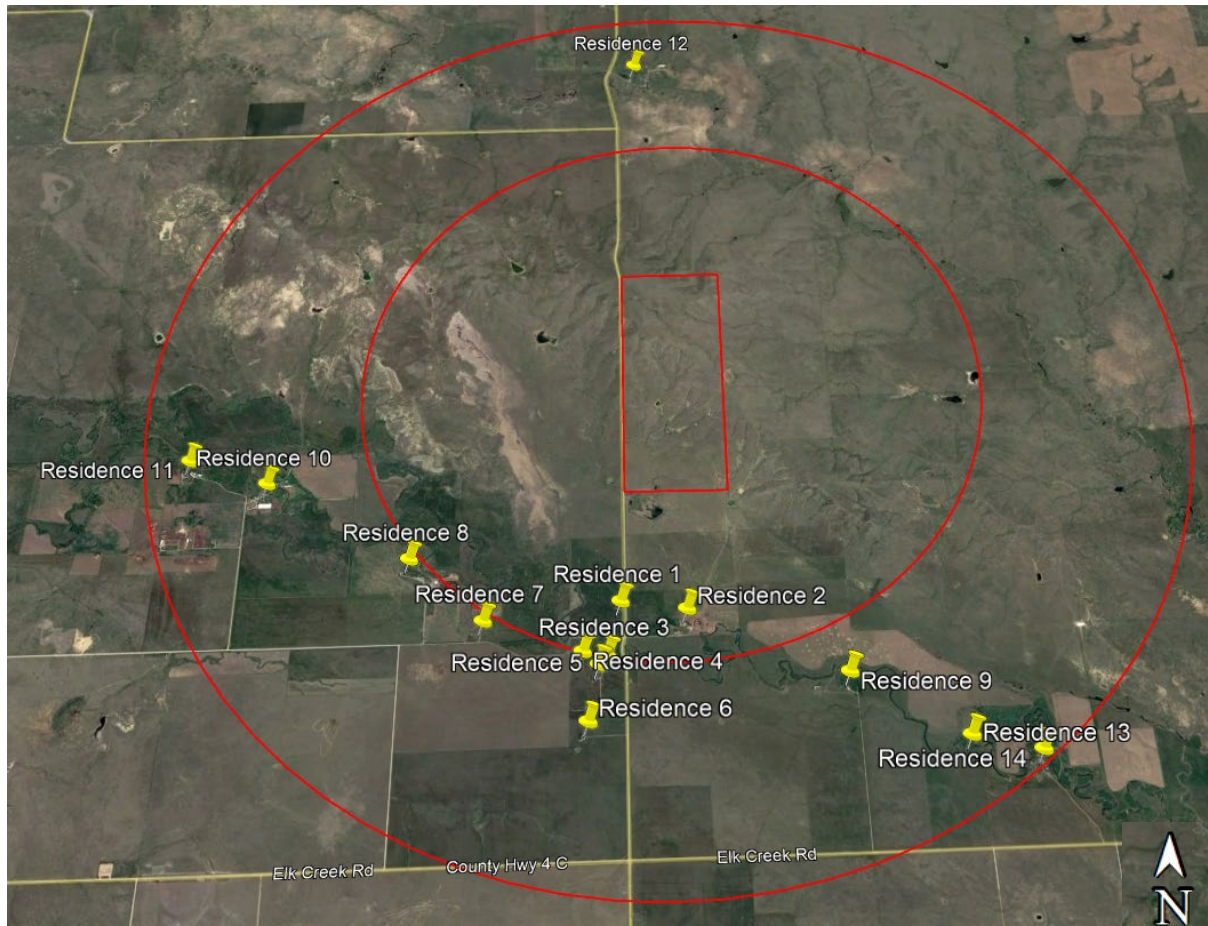 Residence 12
Residence 10
Residence 11
Residence 8
Residence 1
Residence 7
Residence 2
Residence 3
Residence 5
Residence 4
Residence 9
Residence 6
Residence 13
Residence 14
Elk Creek Rd
County Hwy 4 C
Elk Creek Rd
N